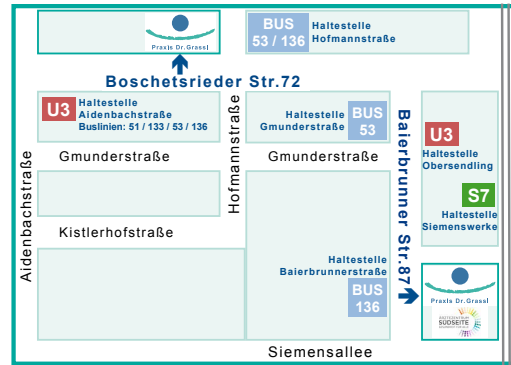 Praxis Dr.Grassl
BUS
53 / 136
Haltestelle
Hofmannstraße
Boschetsrieder Str.72
U3
Haltestelle
Aidenbachstraße
Buslinien: 51 / 133 / 53 / 136
Hofmannstraße
Haltestelle
Gmunderstraße
BUS
53
Baierbrunner Str.87
U3
Haltestelle
Obersendling
Gmunderstraße
Gmunderstraße
Aidenbachstraße
S7
Haltestelle
Siemenswerke
Kistlerhofstraße
Haltestelle
Baierbrunnerstraße
BUS
136
Praxis Dr.Grassl
SÜDSEITE
Siemensallee